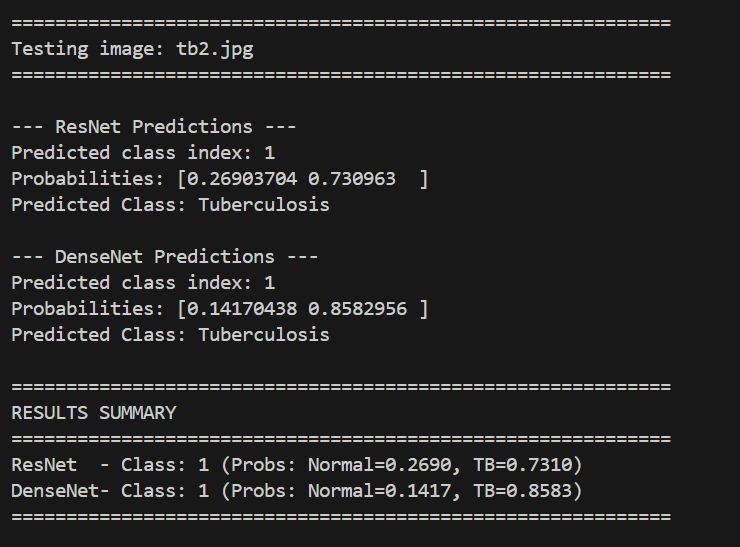 ============================================================
Testing image: tb2.jpg
============================================================
--- ResNet Predictions ---
Predicted class index: 1
Probabilities: [0.26903704 0.730963  ]
Predicted Class: Tuberculosis
--- DenseNet Predictions ---
Predicted class index: 1
Probabilities: [0.14170438 0.8582956 ]
Predicted Class: Tuberculosis
============================================================
RESULTS SUMMARY
============================================================
ResNet  - Class: 1 (Probs: Normal=0.2690, TB=0.7310)
DenseNet- Class: 1 (Probs: Normal=0.1417, TB=0.8583)
============================================================